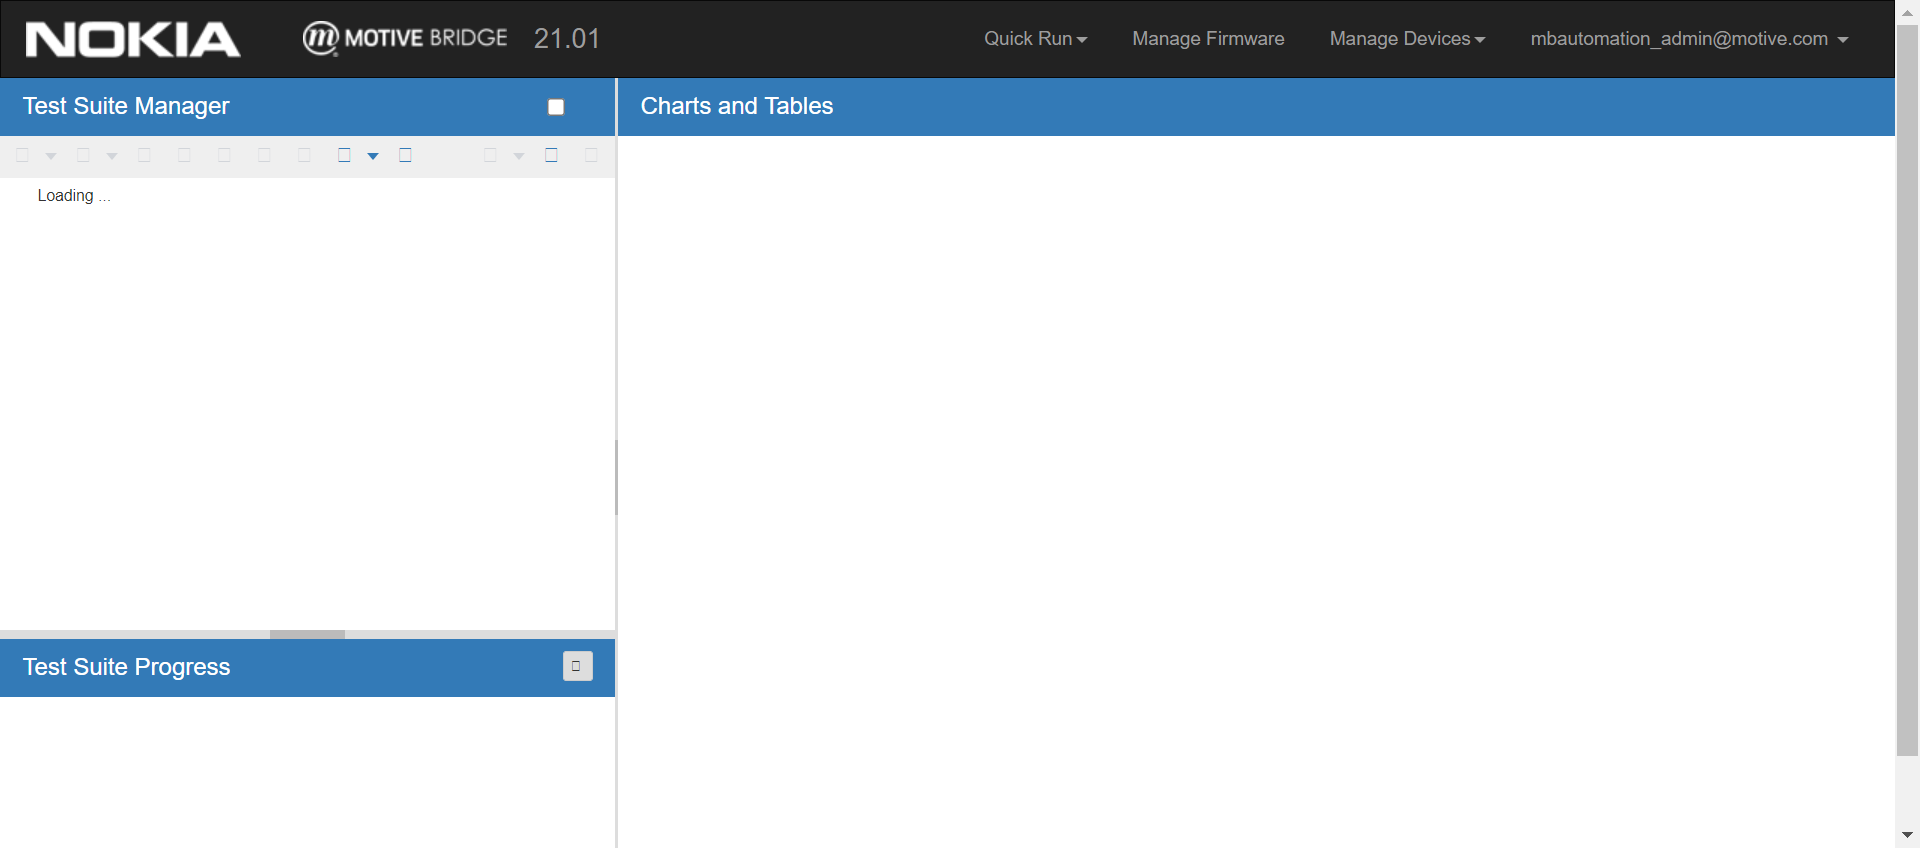 NOKIA
m MOTIVE BRIDGE 21.01
Quick Run
Manage Firmware
Manage Devices
mbautomation_admin@motive.com
Test Suite Manager
Charts and Tables
Loading ...
Test Suite Progress